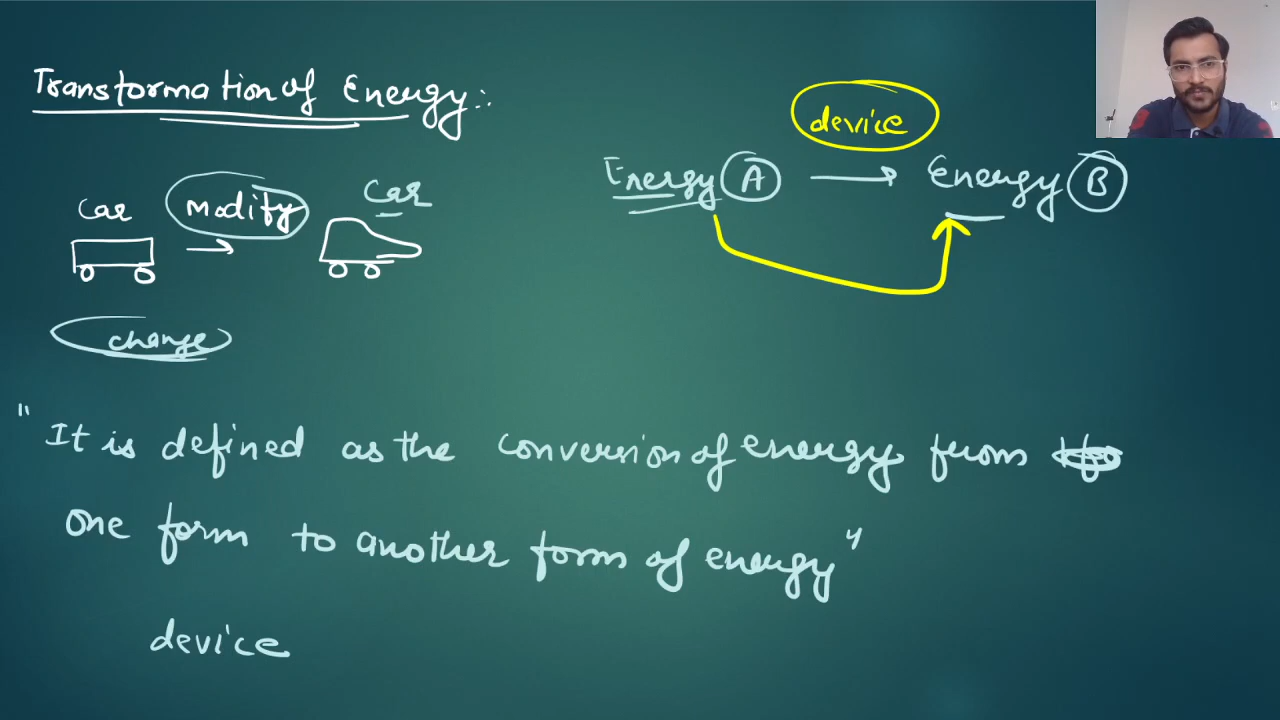 Transformation of Energy :-
Car modify Car
change
device
Energy A → Energy B
"It is defined as the conversion of energy from
one form to another form of energy"
device